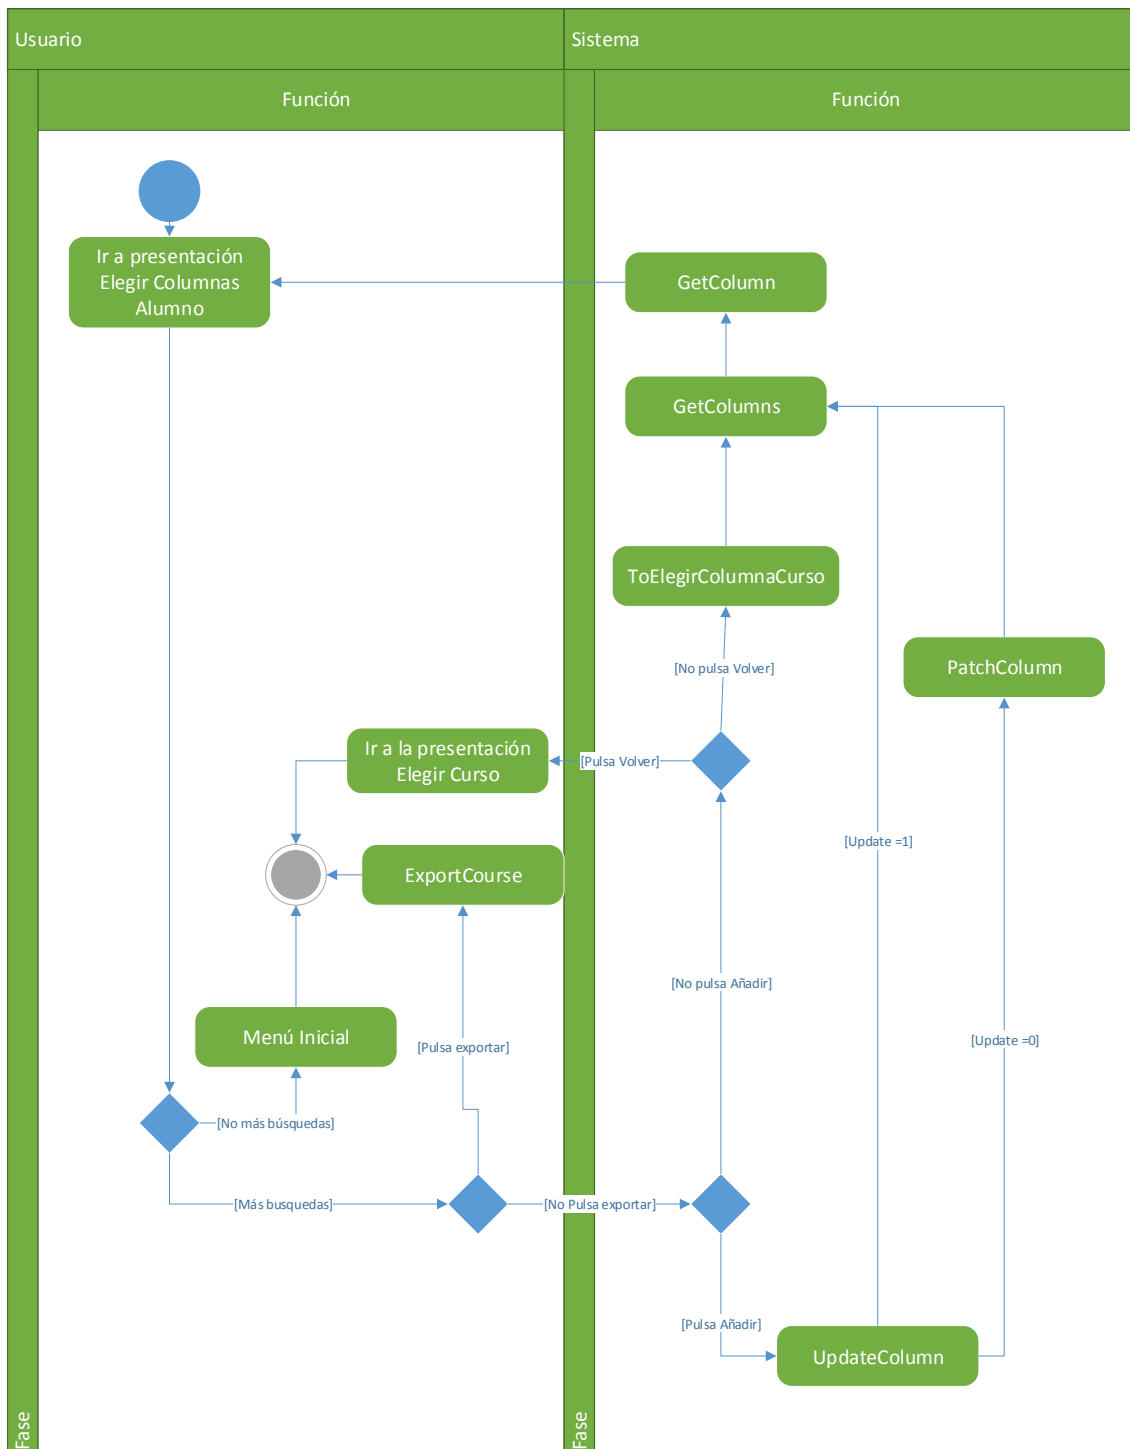 Usuario
Sistema
Función
Función
Ir a presentación
Elegir Columnas
Alumno
GetColumn
GetColumns
ToElegirColumnaCurso
[No pulsa Volver]
PatchColumn
Ir a la presentación
Elegir Curso
[Pulsa Volver]
[Update =1]
ExportCourse
[No pulsa Añadir]
Menú Inicial
[Pulsa exportar]
[Update =0]
[No más búsquedas]
[Más busquedas]
[No Pulsa exportar]
[Pulsa Añadir]
UpdateColumn
Fase
Fase